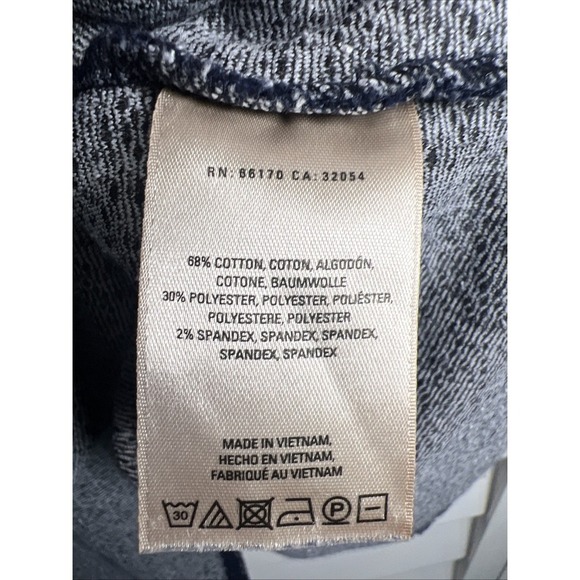 RN: 66170 CA: 32054
68% COTTON, COTON, ALGODÓN,
COTONE, BAUMWOLLE
30% POLYESTER, POLYESTER, POLIÉSTER,
POLYESTERE, POLYESTER
2% SPANDEX, SPANDEX, SPANDEX,
SPANDEX, SPANDEX
MADE IN VIETNAM,
HECHO EN VIETNAM,
FABRIQUÉ AU VIETNAM
30 P